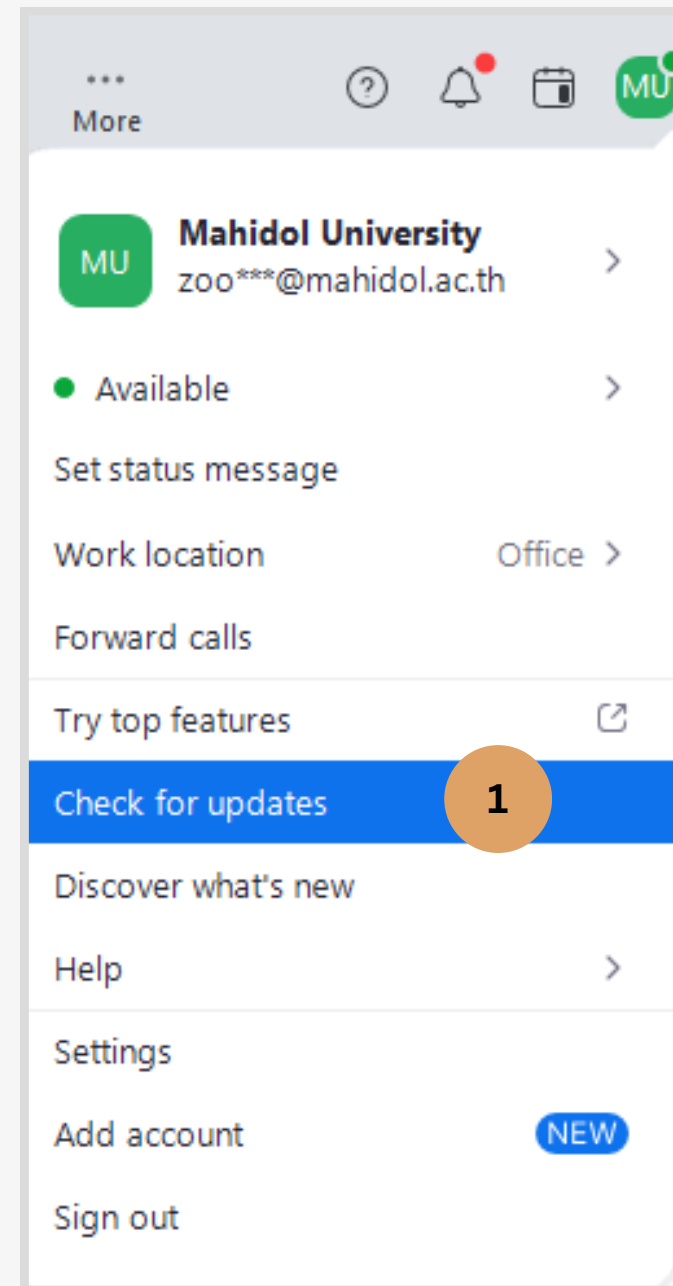 More
MU
MU
Mahidol University
zoo***@mahidol.ac.th
Available
Set status message
Work location Office
Forward calls
Try top features
Check for updates 1
Discover what's new
Help
Settings
Add account NEW
Sign out